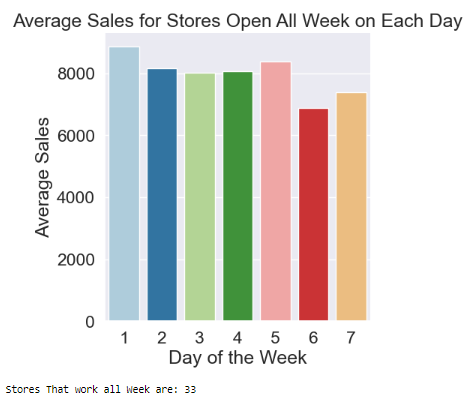 Average Sales for Stores Open All Week on Each Day
8000
6000
4000
2000
0
Average Sales
1 2 3 4 5 6 7
Day of the Week
Stores That work all Week are: 33